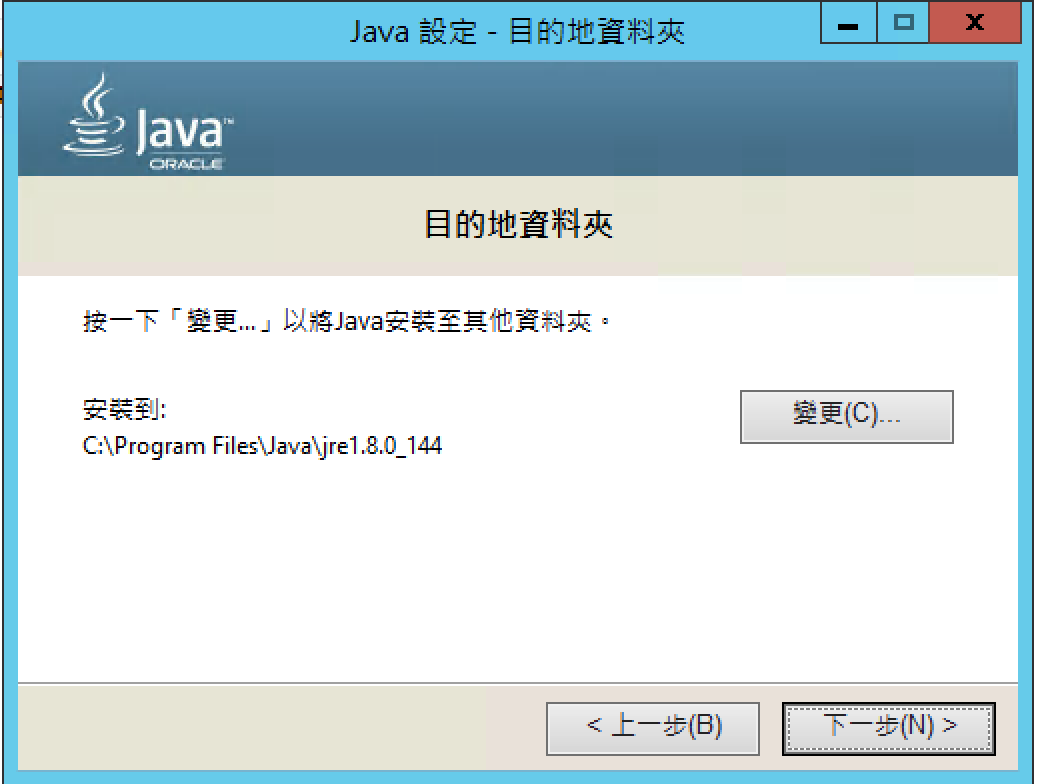 Java 設定 - 目的地資料夾
Java™
ORACLE
目的地資料夾
按一下「變更...」以將Java安裝至其他資料夾。
安裝到:
C:\Program Files\Java\jre1.8.0_144
變更(C)...
< 上一步(B)
下一步(N) >